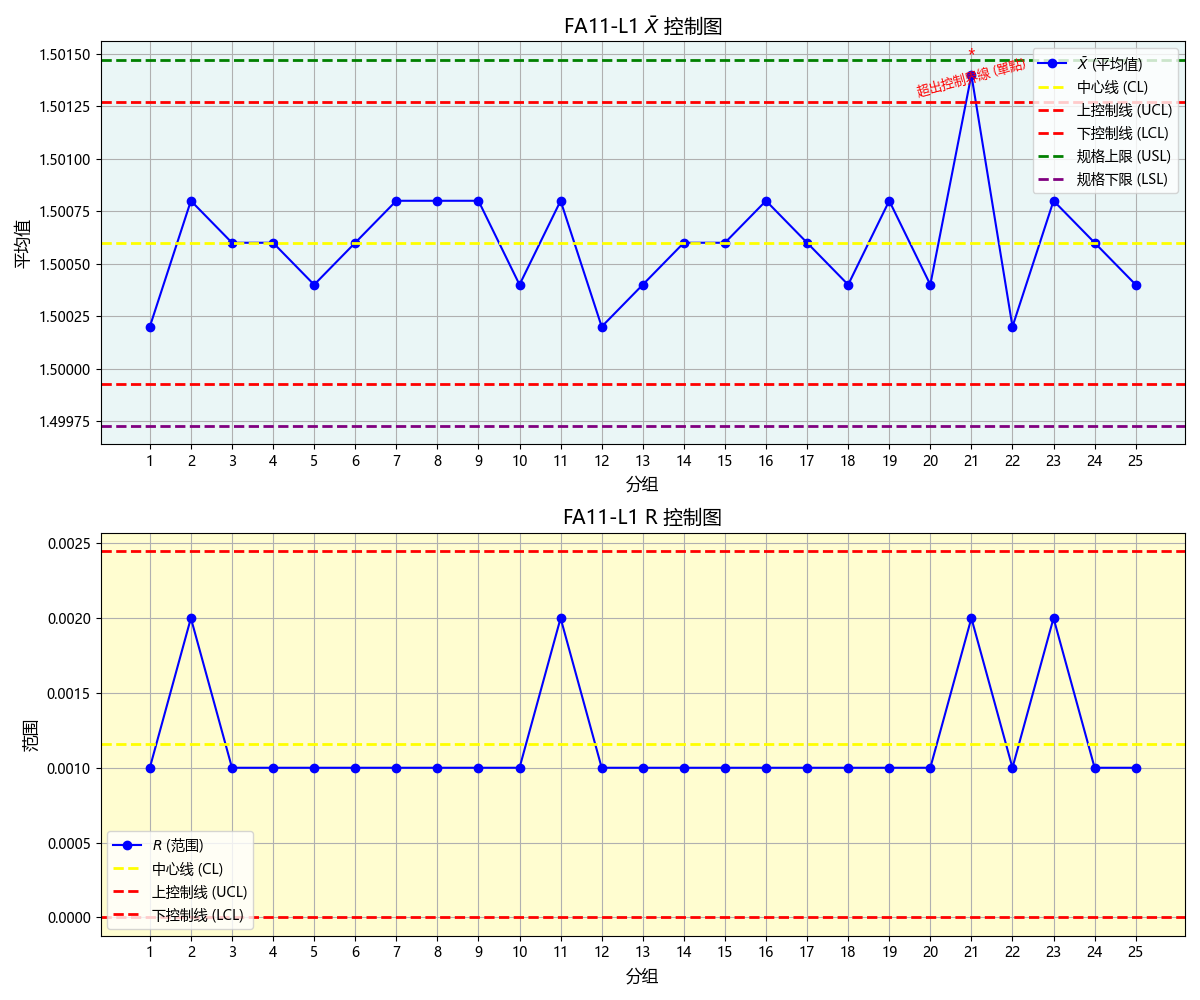 FA11-L1 X̄ 控制图
平均值
1.50150
1.50125
1.50100
1.50075
1.50050
1.50025
1.50000
1.49975
*
超出控制 線 (單點)
X̄ (平均值)
中心线 (CL)
上控制线 (UCL)
下控制线 (LCL)
规格上限 (USL)
规格下限 (LSL)
1 2 3 4 5 6 7 8 9 10 11 12 13 14 15 16 17 18 19 20 21 22 23 24 25
分组
FA11-L1 R 控制图
范围
0.0025
0.0020
0.0015
0.0010
0.0005
0.0000
R (范围)
中心线 (CL)
上控制线 (UCL)
下控制线 (LCL)
1 2 3 4 5 6 7 8 9 10 11 12 13 14 15 16 17 18 19 20 21 22 23 24 25
分组